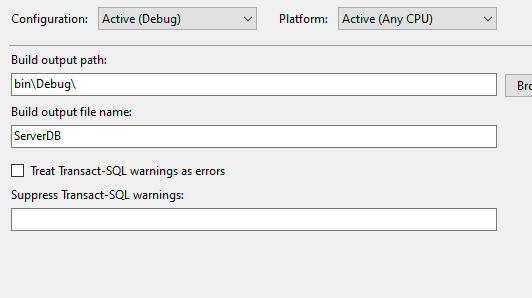 Configuration: Active (Debug) Platform: Active (Any CPU)
Build output path:
bin\Debug\
Build output file name:
ServerDB
Treat Transact-SQL warnings as errors
Suppress Transact-SQL warnings: